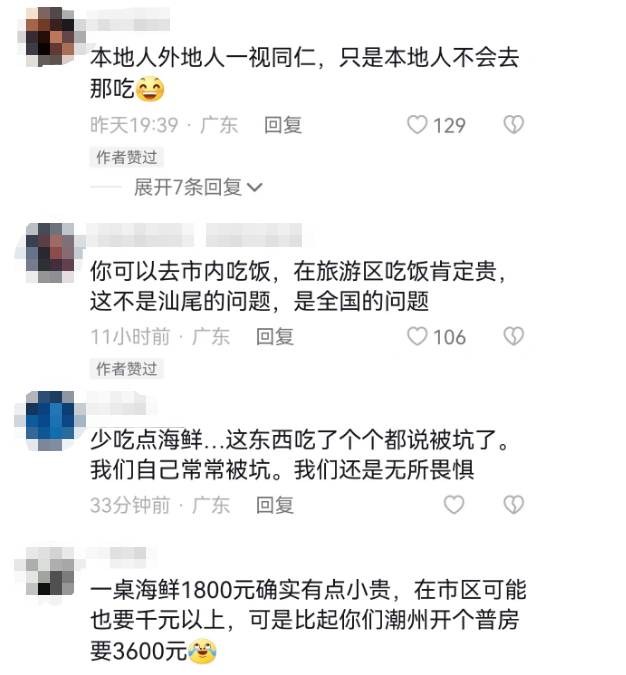 本地人外地人一视同仁，只是本地人不会去
那吃😄
昨天19:39 · 广东 回复 129
作者赞过
展开7条回复
你可以去市内吃饭，在旅游区吃饭肯定贵，
这不是汕尾的问题，是全国的问题
11小时前 · 广东 回复 106
作者赞过
少吃点海鲜…这东西吃了个个都说被坑了。
我们自己常常被坑。我们还是无所畏惧
33分钟前 · 广东 回复
一桌海鲜1800元确实有点小贵，在市区可能
也要千元以上，可是比起你们潮州开个普房
要3600元😂